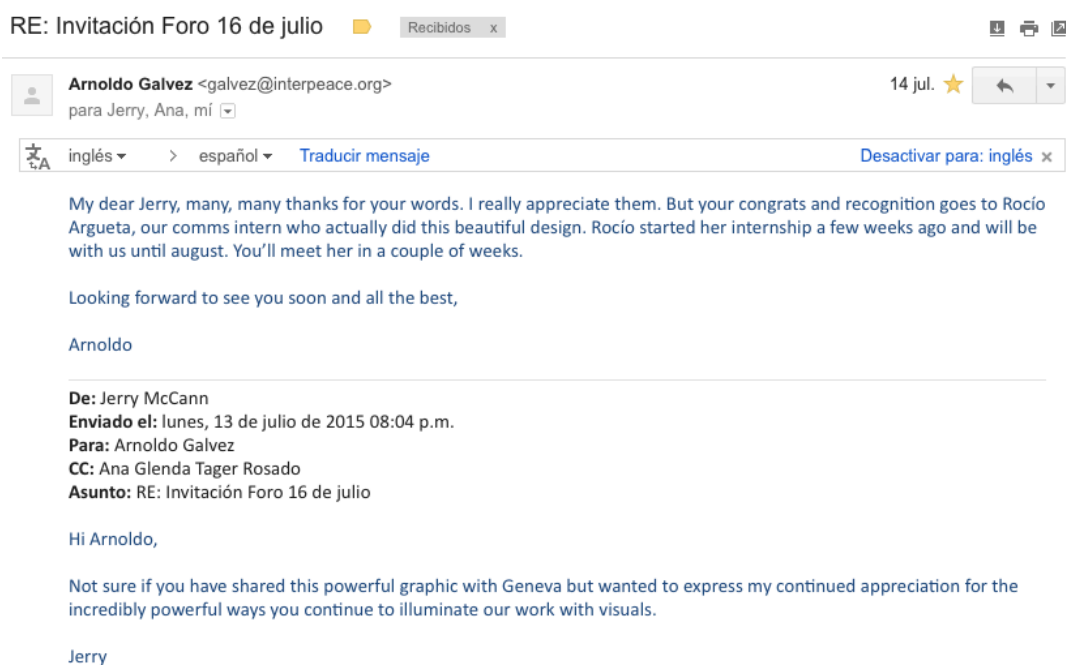 RE: Invitación Foro 16 de julio
Recibidos x
Arnoldo Galvez <galvez@interpeace.org>
14 jul.
para Jerry, Ana, mí
inglés > español Traducir mensaje
Desactivar para: inglés x
My dear Jerry, many, many thanks for your words. I really appreciate them. But your congrats and recognition goes to Rocío
Argueta, our comms intern who actually did this beautiful design. Rocío started her internship a few weeks ago and will be
with us until august. You’ll meet her in a couple of weeks.
Looking forward to see you soon and all the best,
Arnoldo
De: Jerry McCann
Enviado el: lunes, 13 de julio de 2015 08:04 p.m.
Para: Arnoldo Galvez
CC: Ana Glenda Tager Rosado
Asunto: RE: Invitación Foro 16 de julio
Hi Arnoldo,
Not sure if you have shared this powerful graphic with Geneva but wanted to express my continued appreciation for the
incredibly powerful ways you continue to illuminate our work with visuals.
Jerry